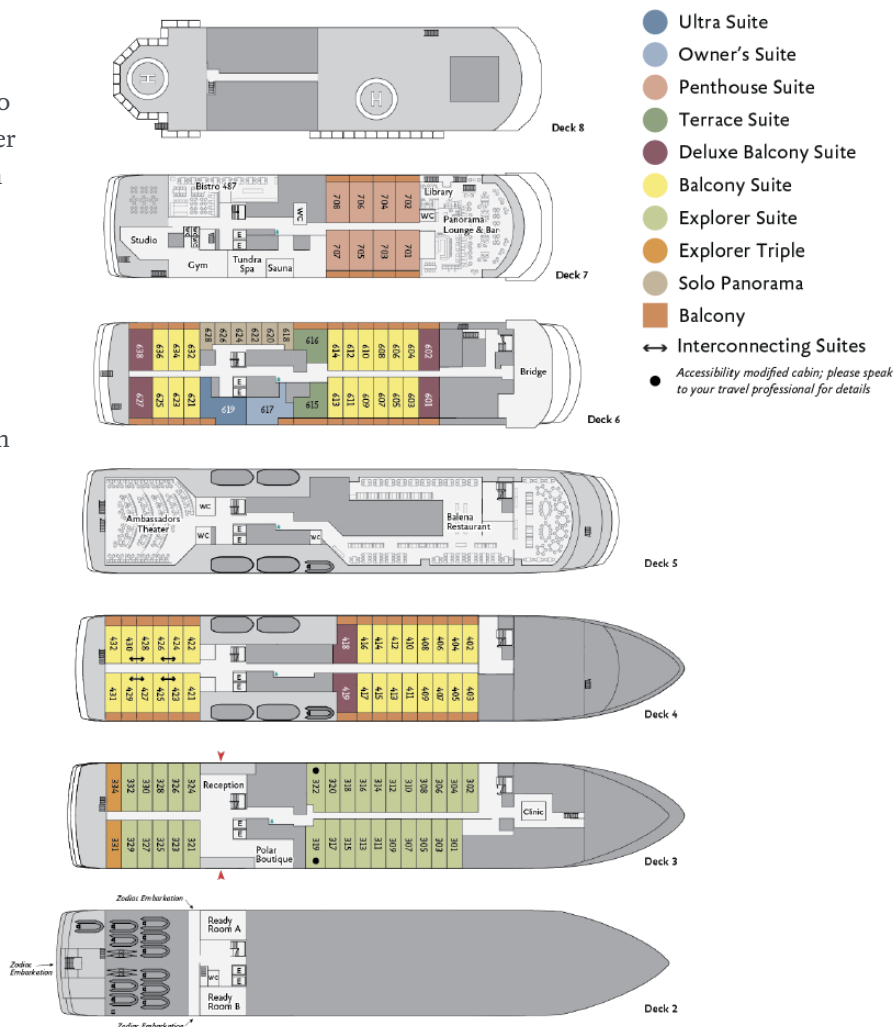 o
er
n
n
Ultra Suite
Owner's Suite
Penthouse Suite
Terrace Suite
Deluxe Balcony Suite
Balcony Suite
Explorer Suite
Explorer Triple
Solo Panorama
Balcony
Interconnecting Suites
Accessibility modified cabin; please speak
to your travel professional for details
H
H
Deck 8
Bistro 487
WC
708 706 704 702
Library
WC
Panorama
Lounge & Bar
Studio
E
E
Gym
Tundra
Spa
Sauna
707 705 703 701
Deck 7
638 636 634 632 628 626 624 622 620 618 616 614 612 610 608 606 604 602
Bridge
E
E
627 625 623 621 619 617 615 613 611 609 607 605 603 601
Deck 6
Ambassadors
Theater
WC
WC
E
E
WC
Balena
Restaurant
Deck 5
432 430 428 426 424 422 418 416 414 412 410 408 406 404 402
E
E
431 429 427 425 423 421 419 417 415 413 411 409 407 405 403
Deck 4
334 332 330 328 326 324
Reception
322 320 318 316 314 312 310 308 306 304 302
Clinic
E
E
331 329 327 325 323 321
Polar
Boutique
319 317 315 313 311 309 307 305 303 301
Deck 3
Zodiac Embarkation
Ready
Room A
Zodiac
Embarkation
WC
E
E
Ready
Room B
Deck 2
Zodiac Embarkation